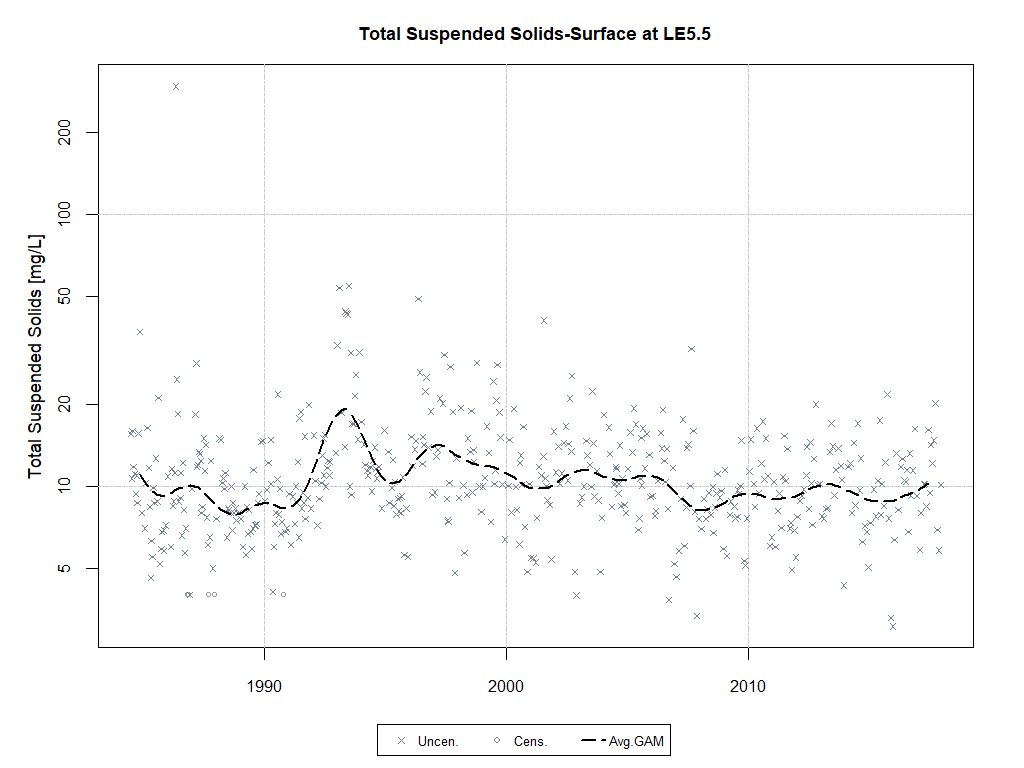 Total Suspended Solids-Surface at LE5.5
Total Suspended Solids [mg/L]
200
100
50
20
10
5
1990 2000 2010
Uncen. Cens. Avg.GAM